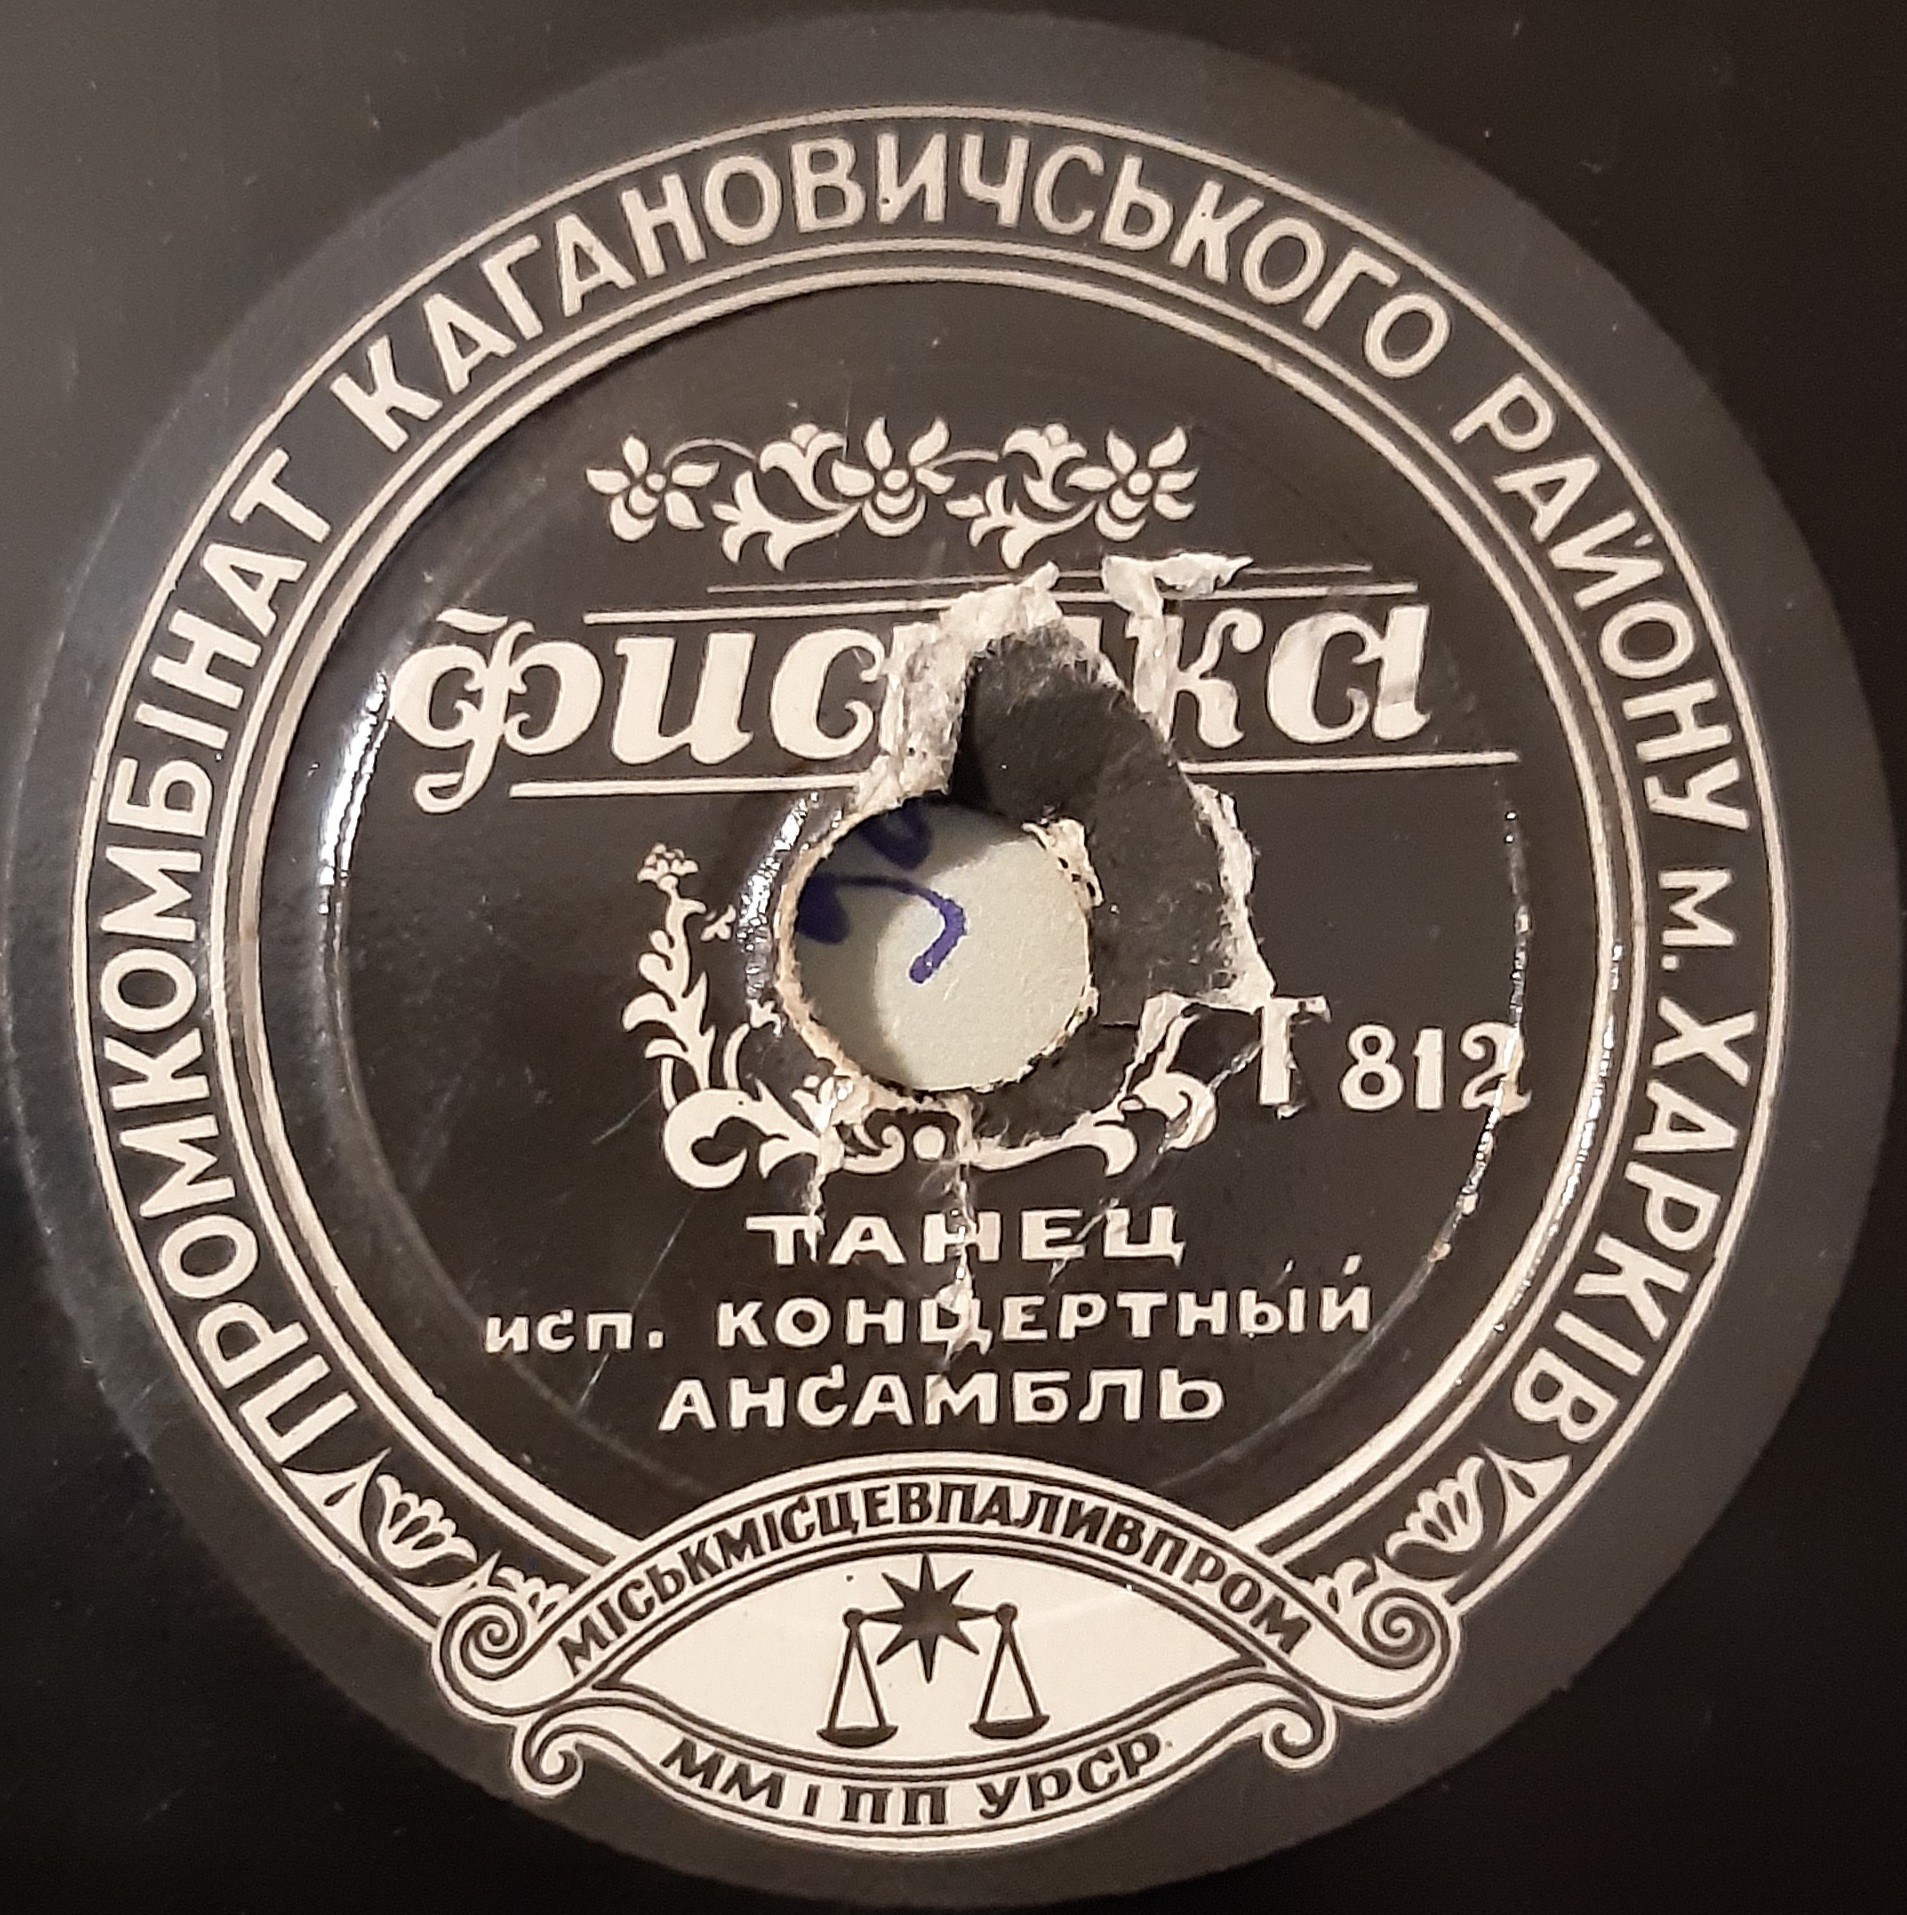 ПРОМКОМБІНАТ КАГАНОВИЧСЬКОГО РАЙОНУ м. ХАРКІВ
812
ТАНЕЦ
исп. КОНЦЕРТНЫЙ
АНСАМБЛЬ
МІСЬКМІСЦЕВПАЛИВПРОМ
ММІПП УРСР